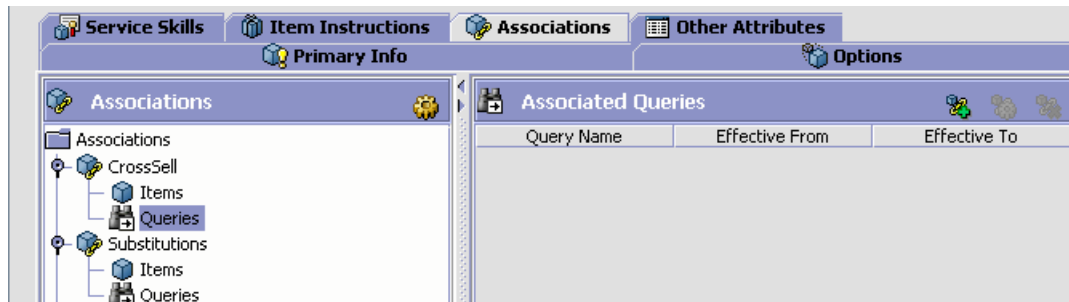 Service Skills Item Instructions Associations Other Attributes
Primary Info Options
Associations Associated Queries
Query Name Effective From Effective To
Associations
CrossSell
Items
Queries
Substitutions
Items
Queries